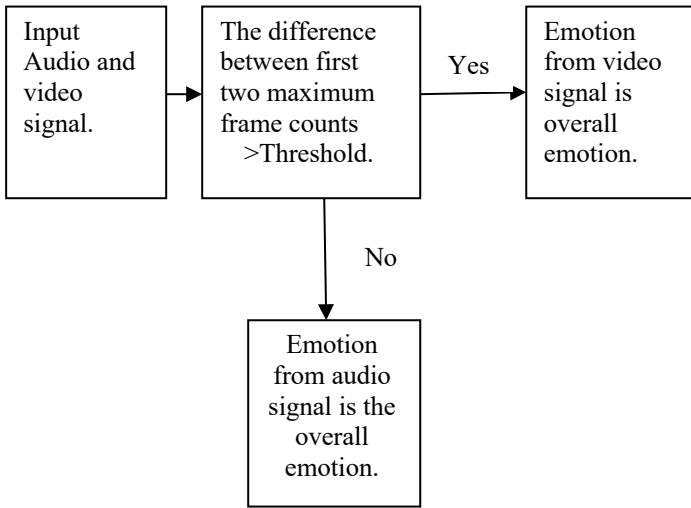 Input
Audio and
video
signal.
The difference
between first
two maximum
frame counts
>Threshold.
Yes
Emotion
from video
signal is
overall
emotion.
No
Emotion
from audio
signal is the
overall
emotion.